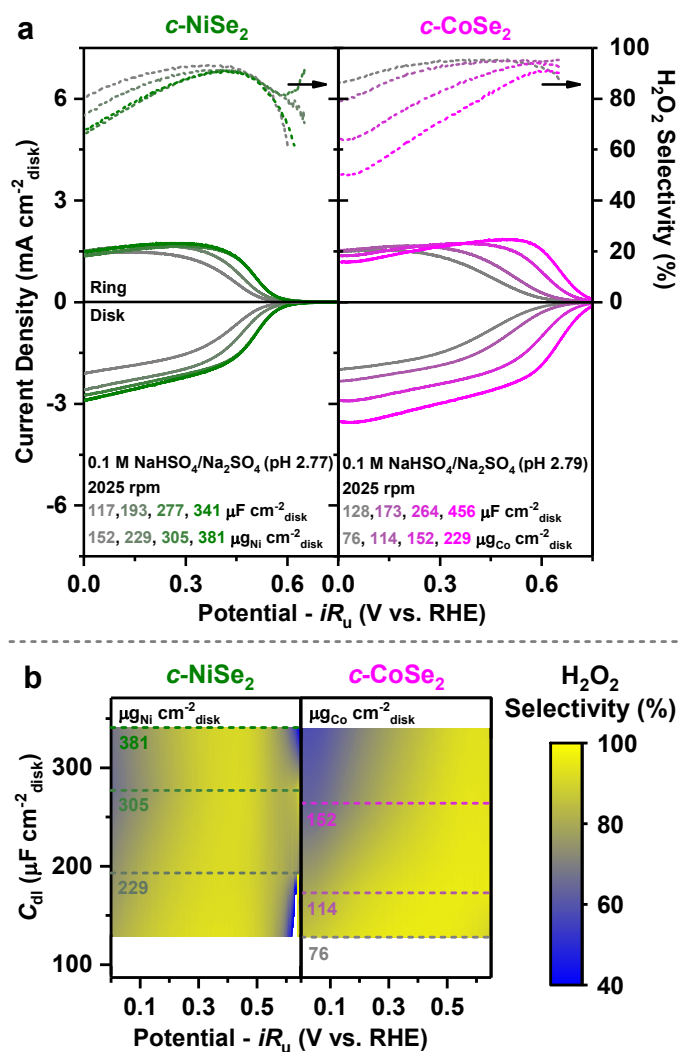 a
c-NiSe2
c-CoSe2
6
3
0
-3
-6
Current Density (mA cm-2disk)
100
80
60
40
20
0
H2O2 Selectivity (%)
Ring
Disk
0.1 M NaHSO4/Na2SO4 (pH 2.77)
2025 rpm
117,193, 277, 341 µF cm-2disk
152, 229, 305, 381 µgNi cm-2disk
0.1 M NaHSO4/Na2SO4 (pH 2.79)
2025 rpm
128,173, 264, 456 µF cm-2disk
76, 114, 152, 229 µgCo cm-2disk
0.0 0.3 0.6 0.0 0.3 0.6
Potential - iRu (V vs. RHE)
b
c-NiSe2
c-CoSe2
H2O2
Selectivity (%)
µgNi cm-2disk
µgCo cm-2disk
381
305
229
152
114
76
300
200
100
Cdl (µF cm-2disk)
0.1 0.3 0.5 0.1 0.3 0.5
Potential - iRu (V vs. RHE)
100
80
60
40